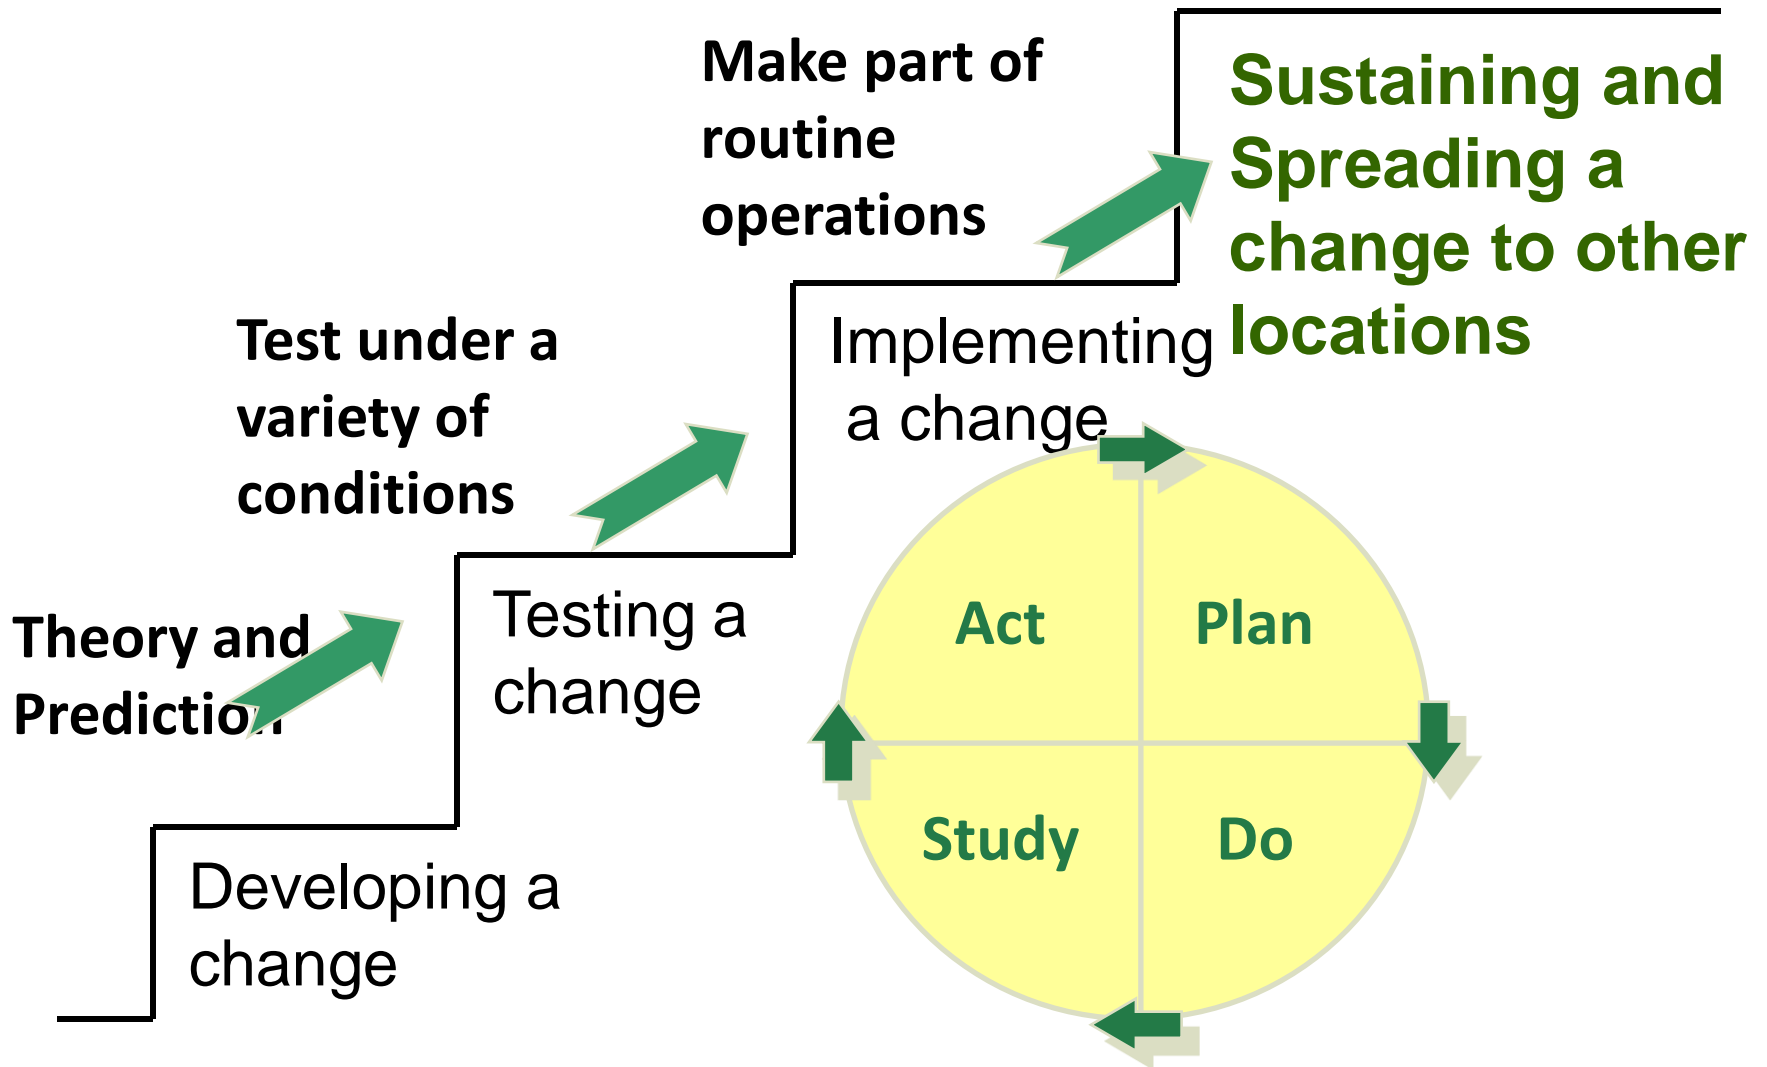 Make part of
routine
operations
Sustaining and
Spreading a
change to other
locations
Test under a
variety of
conditions
Implementing
a change
Theory and
Prediction
Testing a
change
Developing a
change
Act
Plan
Study
Do